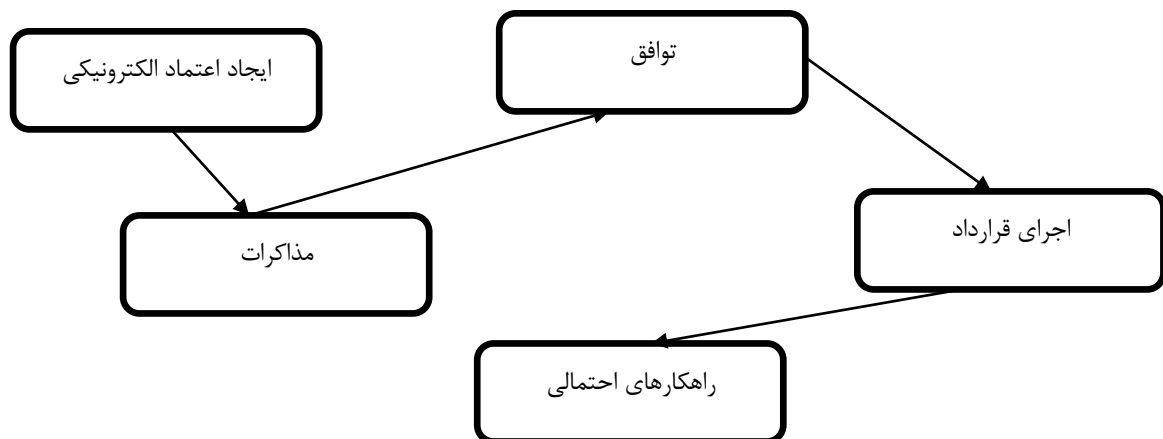 ایجاد اعتماد الکترونیکی
مذاکرات
توافق
اجرای قرارداد
راهکارهای احتمالی